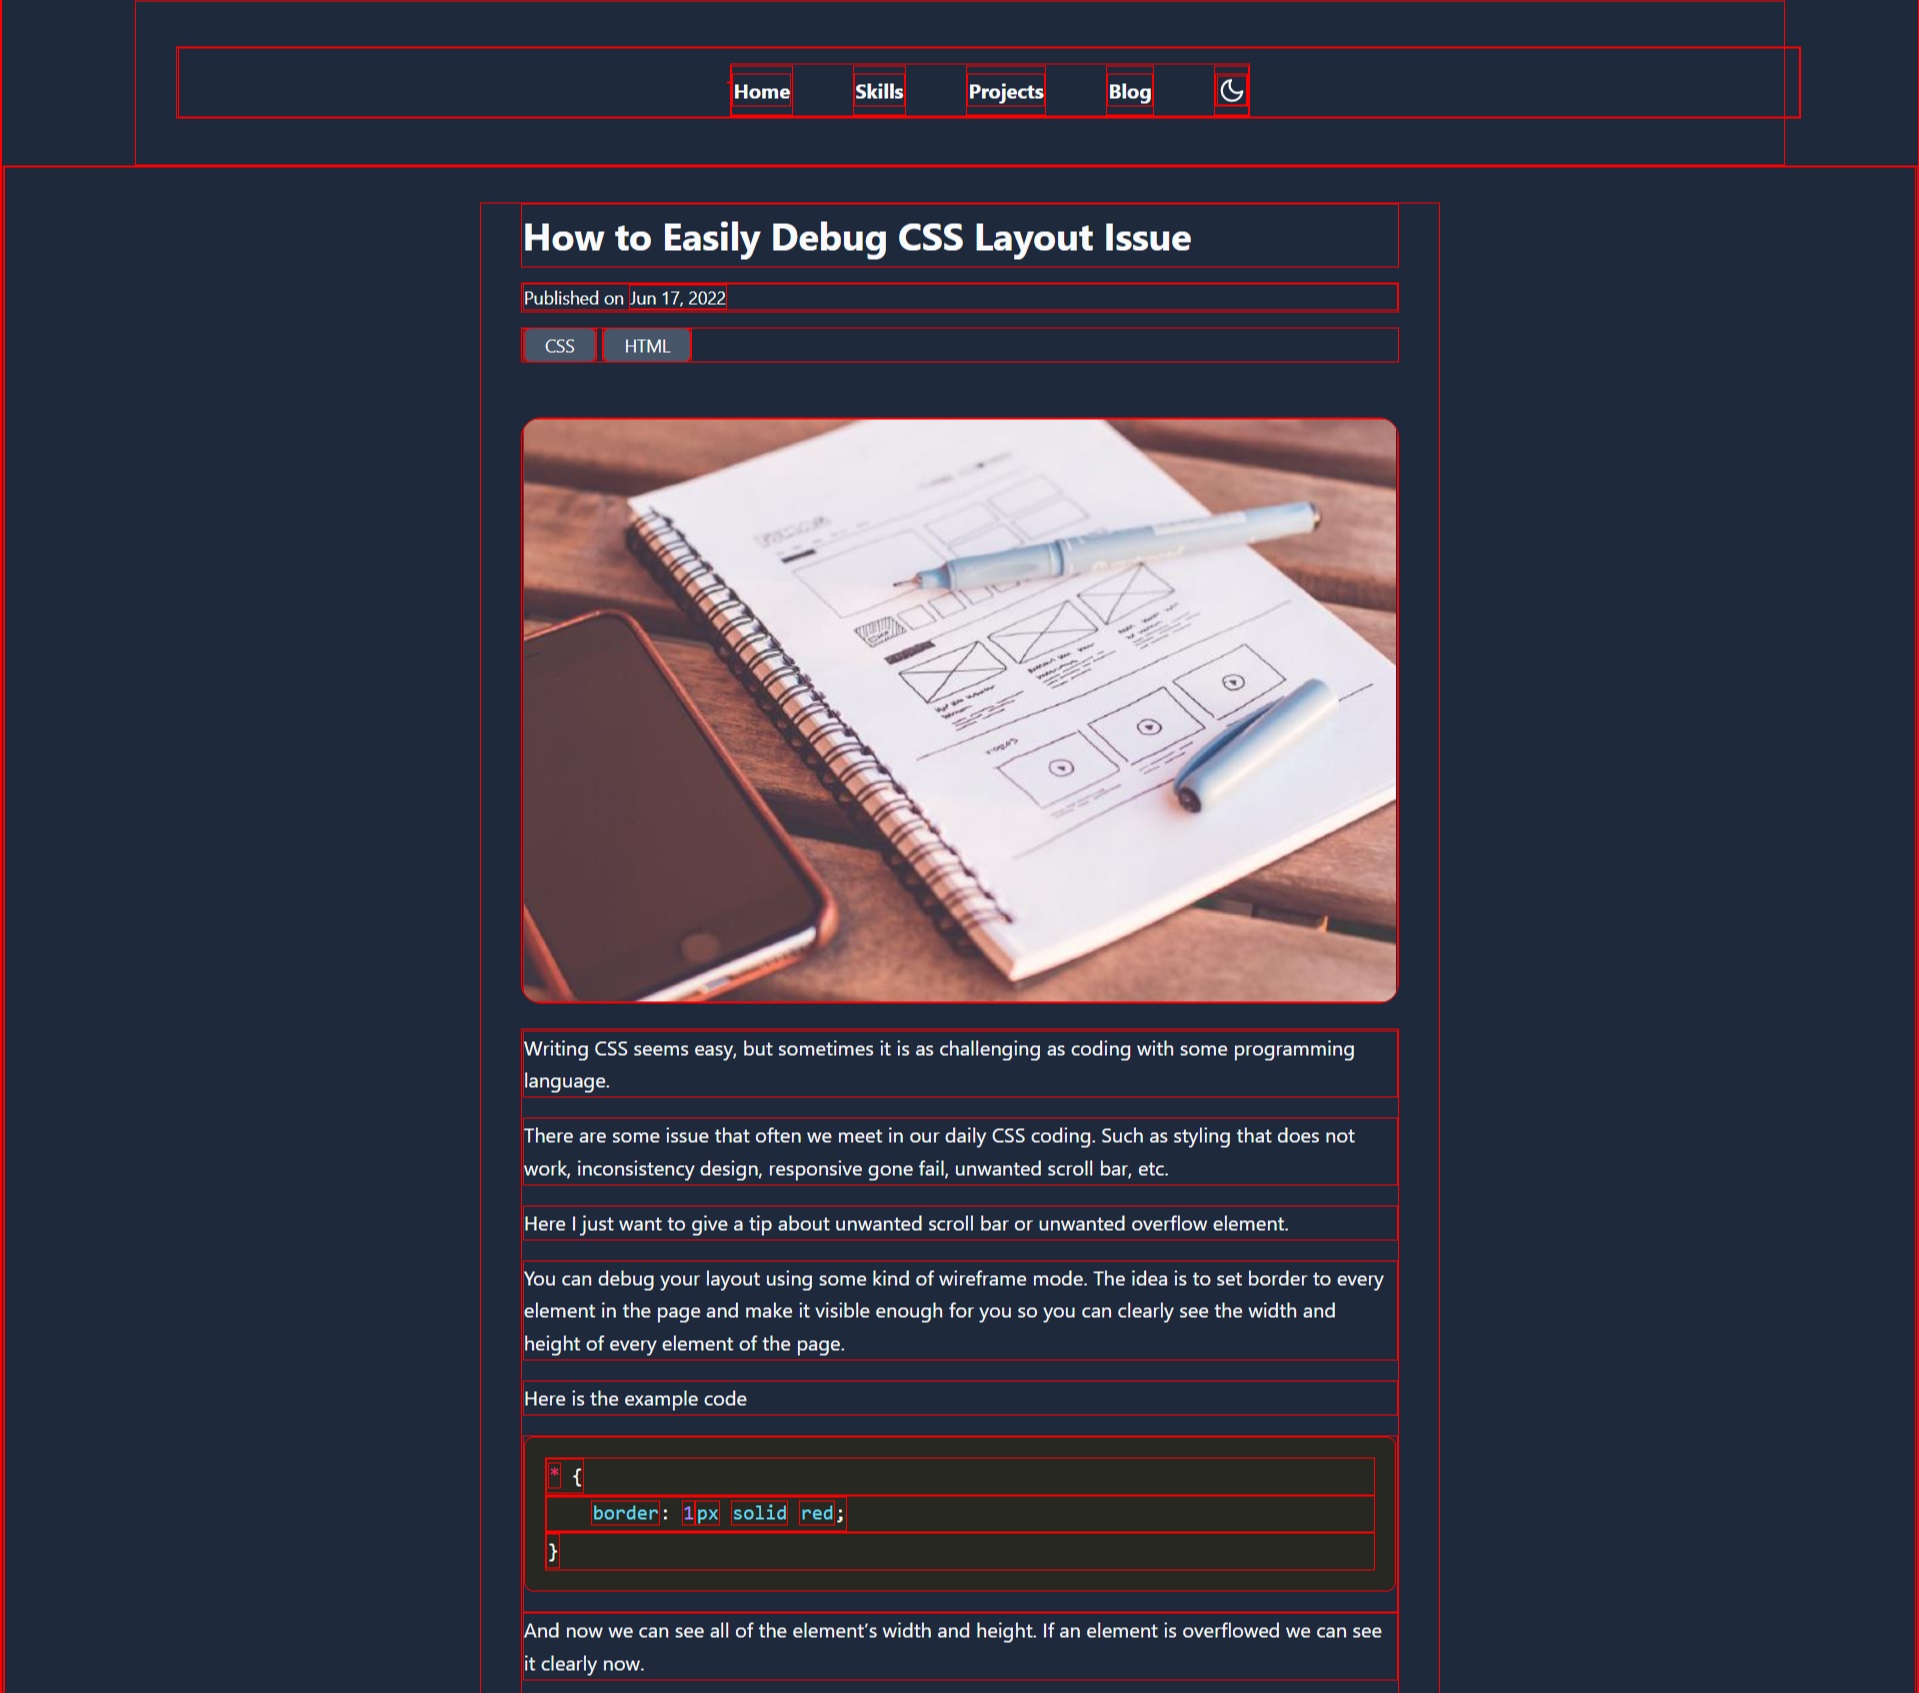 Home Skills Projects Blog
How to Easily Debug CSS Layout Issue
Published on Jun 17, 2022
CSS HTML
Writing CSS seems easy, but sometimes it is as challenging as coding with some programming
language.
There are some issue that often we meet in our daily CSS coding. Such as styling that does not
work, inconsistency design, responsive gone fail, unwanted scroll bar, etc.
Here I just want to give a tip about unwanted scroll bar or unwanted overflow element.
You can debug your layout using some kind of wireframe mode. The idea is to set border to every
element in the page and make it visible enough for you so you can clearly see the width and
height of every element of the page.
Here is the example code
* {
border: 1px solid red;
}
And now we can see all of the element’s width and height. If an element is overflowed we can see
it clearly now.